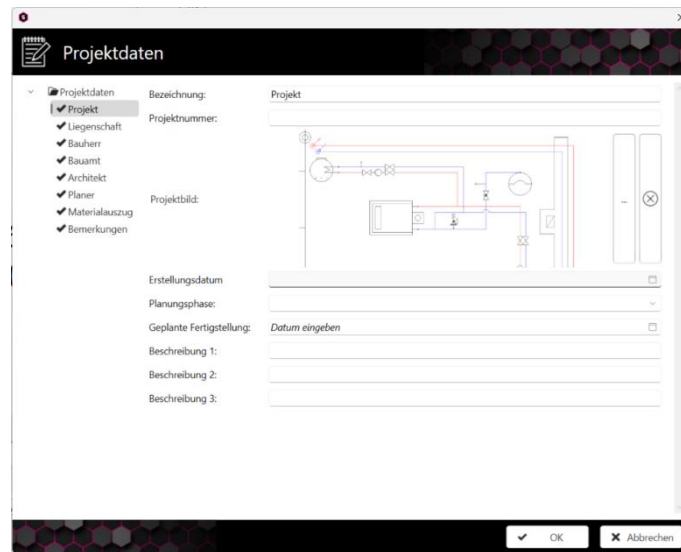 Projektdaten
Projektdaten
Projekt
Liegenschaft
Bauherr
Bauamt
Architekt
Planer
Materialauszug
Bemerkungen
Bezeichnung: Projekt
Projektnummer:
Projektbild:
...
Erstellungsdatum
Planungsphase:
Geplante Fertigstellung: Datum eingeben
Beschreibung 1:
Beschreibung 2:
Beschreibung 3:
OK Abbrechen